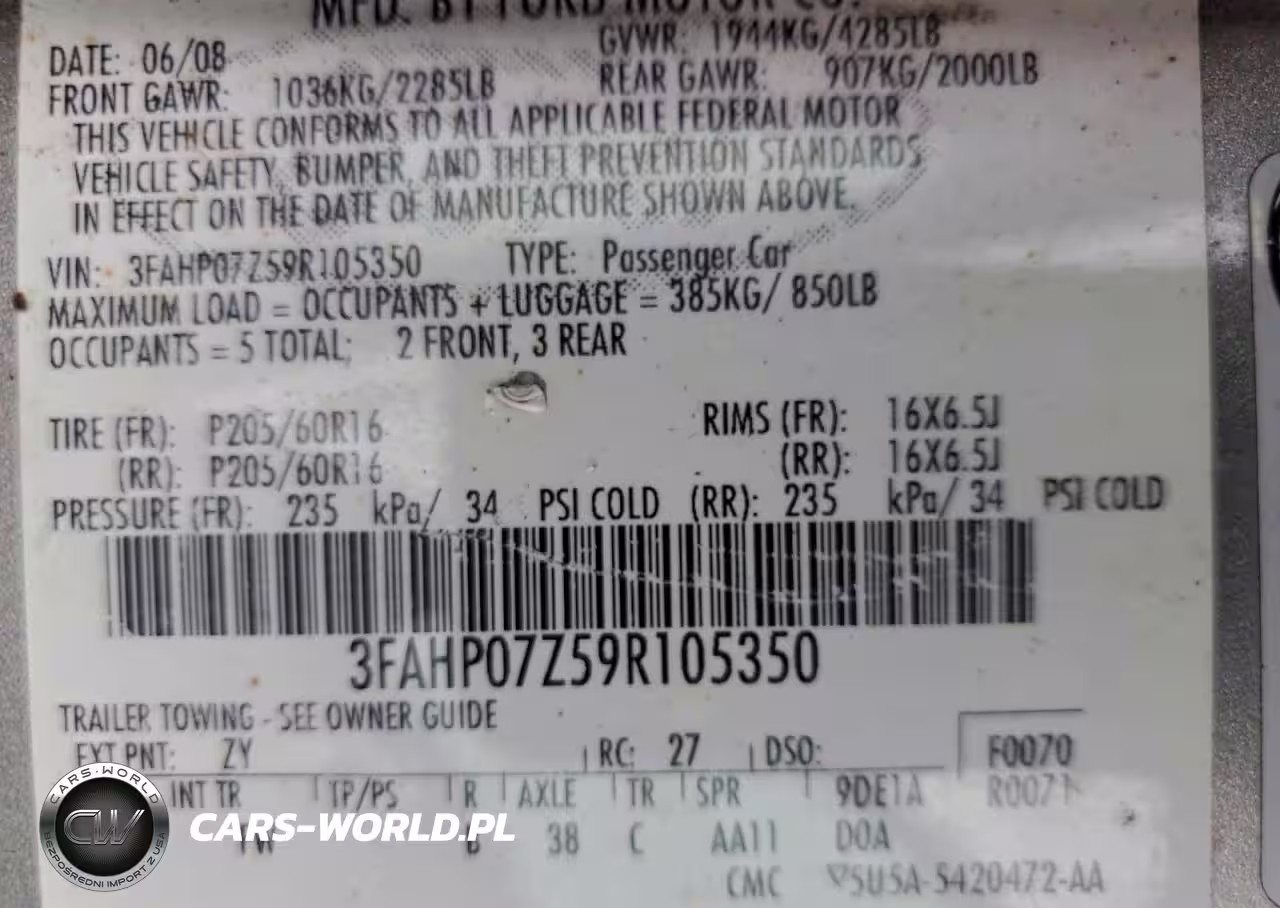 MFD. BY FORD MOTOR CO.
DATE: 06/08 GVWR: 1944KG/4285LB
FRONT GAWR: 1036KG/2285LB REAR GAWR: 907KG/2000LB
THIS VEHICLE CONFORMS TO ALL APPLICABLE FEDERAL MOTOR
VEHICLE SAFETY, BUMPER, AND THEFT PREVENTION STANDARDS
IN EFFECT ON THE DATE OF MANUFACTURE SHOWN ABOVE.
VIN: 3FAHP07Z59R105350 TYPE: Passenger Car
MAXIMUM LOAD = OCCUPANTS + LUGGAGE = 385KG/ 850LB
OCCUPANTS = 5 TOTAL; 2 FRONT, 3 REAR
TIRE (FR): P205/60R16 RIMS (FR): 16X6.5J
(RR): P205/60R16 (RR): 16X6.5J
PRESSURE (FR): 235 kPa/ 34 PSI COLD (RR): 235 kPa/ 34 PSI COLD
3FAHP07Z59R105350
TRAILER TOWING - SEE OWNER GUIDE
EXT PNT: ZY RC: 27 DSO: F0070
INT TR TP/PS R AXLE TR SPR 9DE1A R0071
38 C AA11 D0A
CMC 5U5A-5420472-AA
CARS-WORLD
CW
BEZPOŚREDNI IMPORT Z USA
CARS-WORLD.PL